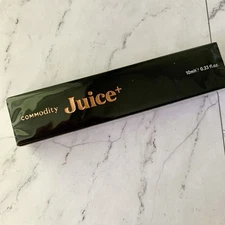 COMMODITY Juice+
10ml ⁓ 0.33 fl.oz